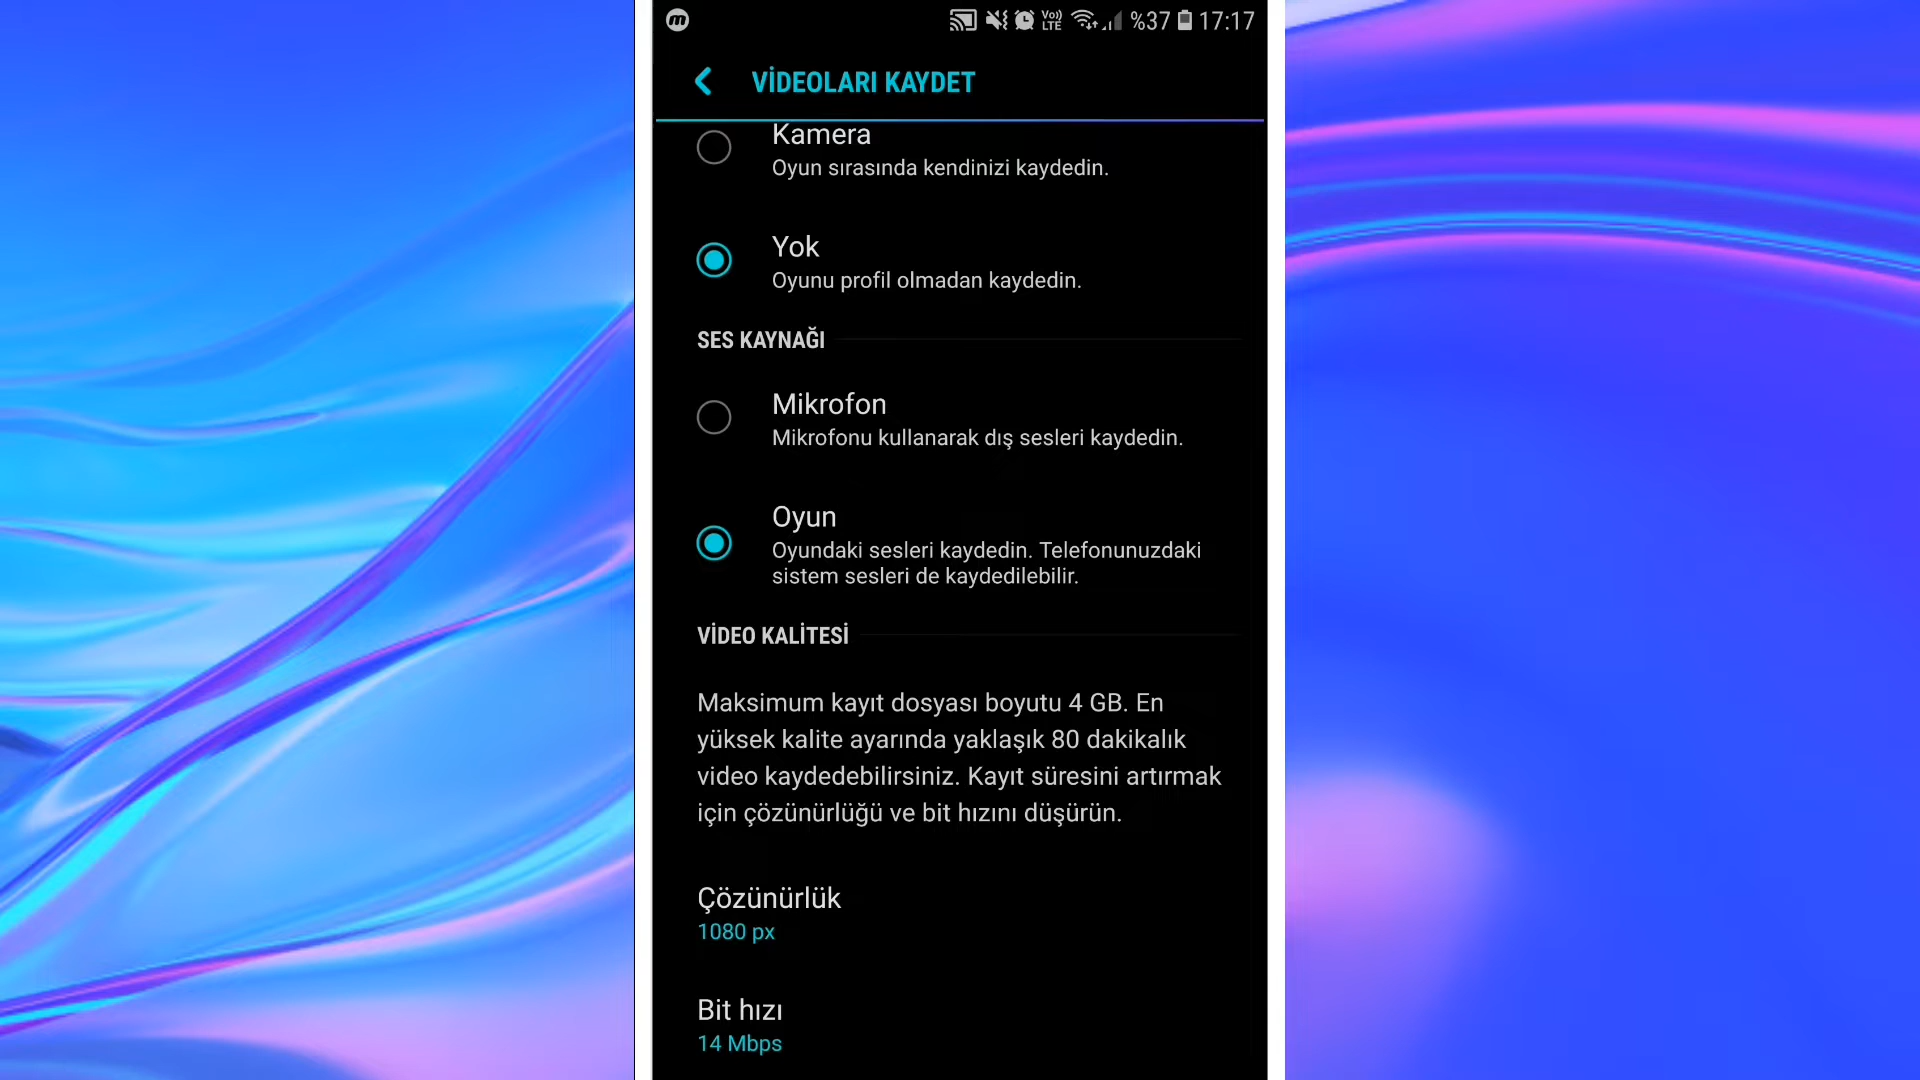 %37 17:17
VİDEOLARI KAYDET
Kamera
Oyun sırasında kendinizi kaydedin.
Yok
Oyunu profil olmadan kaydedin.
SES KAYNAĞI
Mikrofon
Mikrofonu kullanarak dış sesleri kaydedin.
Oyun
Oyundaki sesleri kaydedin. Telefonunuzdaki
sistem sesleri de kaydedilebilir.
VİDEO KALİTESİ
Maksimum kayıt dosyası boyutu 4 GB. En
yüksek kalite ayarında yaklaşık 80 dakikalık
video kaydedebilirsiniz. Kayıt süresini artırmak
için çözünürlüğü ve bit hızını düşürün.
Çözünürlük
1080 px
Bit hızı
14 Mbps